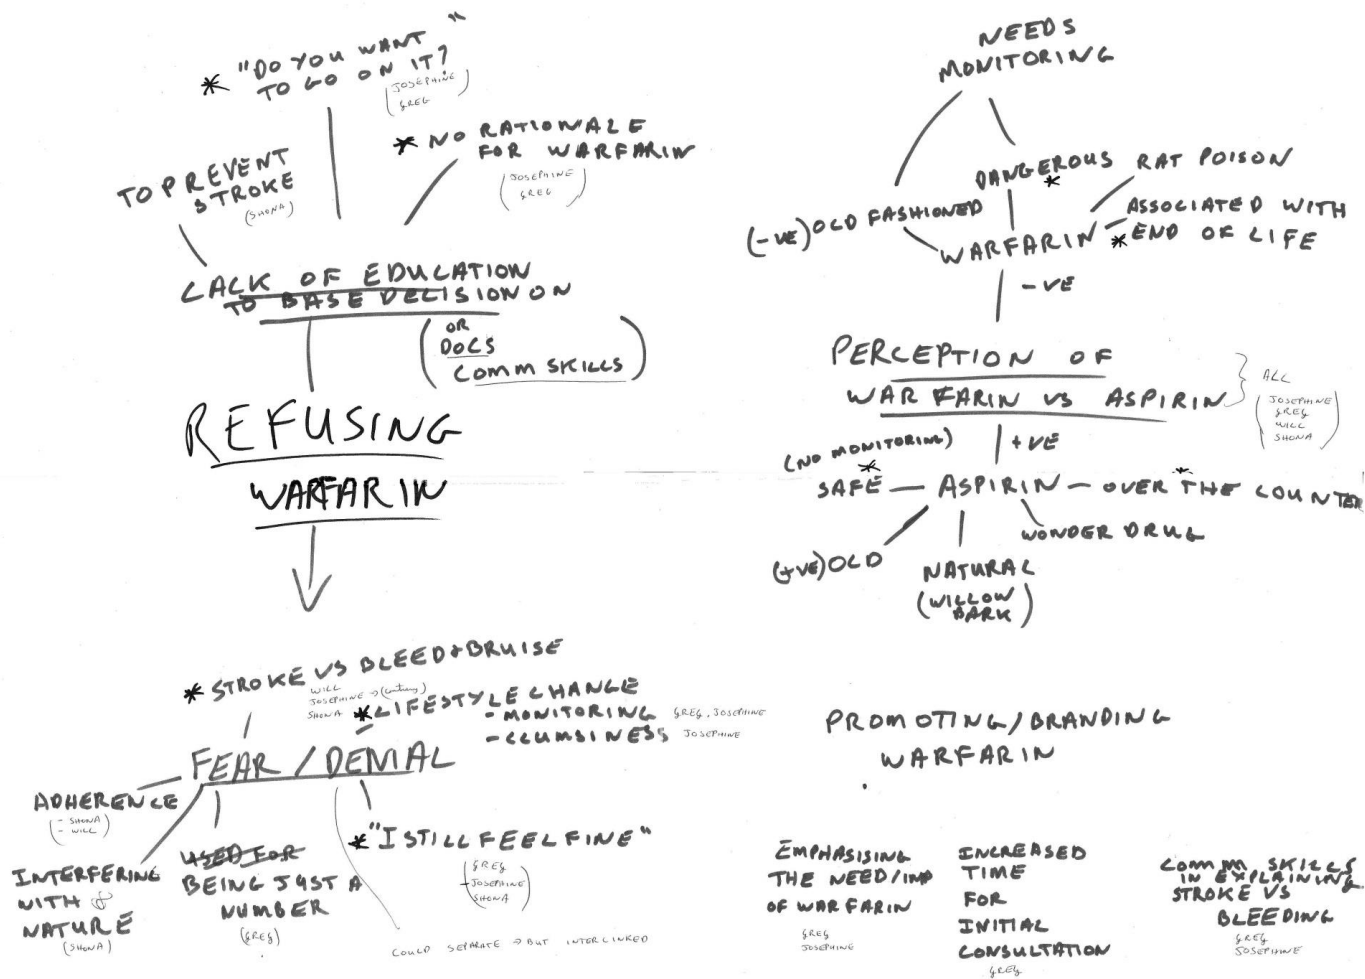 * "DO YOU WANT
TO GO ON IT?"
(JOSEPHINE
GREG)
* NO RATIONALE
FOR WARFARIN
(JOSEPHINE
GREG)
TO PREVENT
STROKE
(SHONA)
LACK OF EDUCATION
TO BASE DECISION ON
(OR
DOCS
COMM SKILLS)
REFUSING
WARFARIN
* STROKE VS BLEED + BRUISE
WILL
JOSEPHINE →
SHONA
* LIFESTYLE CHANGE
- MONITORING GREG, JOSEPHINE
- CLUMSINESS JOSEPHINE
FEAR / DENIAL
ADHERENCE
(- SHONA
- WILL)
INTERFERING
WITH
NATURE
(SHONA)
USED FOR
BEING JUST A
NUMBER
(GREG)
* "I STILL FEEL FINE"
(GREG
- JOSEPHINE
SHONA)
COULD SEPARATE → BUT INTERLINKED
NEEDS
MONITORING
DANGEROUS
*
RAT POISON
(-VE) OLD FASHIONED
WARFARIN
ASSOCIATED WITH
* END OF LIFE
-VE
PERCEPTION OF
WARFARIN VS ASPIRIN
} ALL
(JOSEPHINE
GREG
WILL
SHONA)
+VE
(NO MONITORING)
*
SAFE - ASPIRIN - OVER THE COUNTER
*
WONDER DRUG
(+VE) OLD
NATURAL
(WILLOW
BARK)
PROMOTING/BRANDING
WARFARIN
EMPHASISING
THE NEED/IMP
OF WARFARIN
GREG
JOSEPHINE
INCREASED
TIME
FOR
INITIAL
CONSULTATION
GREG
COMM SKILLS
IN EXPLAINING
STROKE VS
BLEEDING
GREG
JOSEPHINE